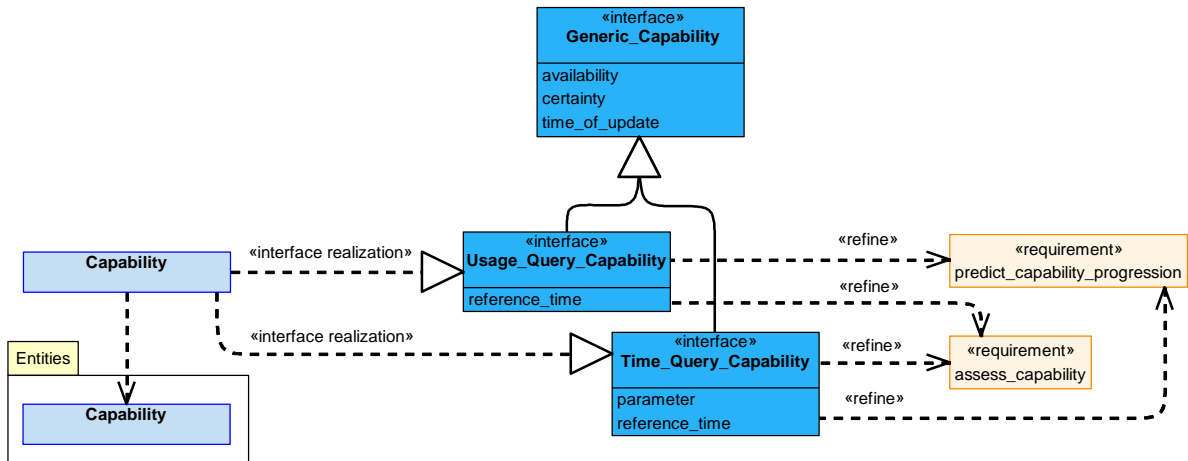 «interface»
Generic_Capability
availability
certainty
time_of_update
«interface realization»
«interface»
Usage_Query_Capability
reference_time
«refine»
«requirement»
predict_capability_progression
Capability
«refine»
«interface realization»
«interface»
Time_Query_Capability
parameter
reference_time
«refine»
«requirement»
assess_capability
«refine»
Entities
Capability